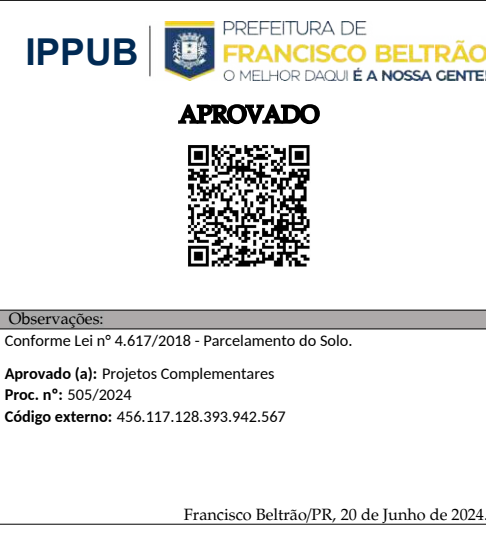 IPPUB
PREFEITURA DE
FRANCISCO BELTRÃO
O MELHOR DAQUI É A NOSSA GENTE!
APROVADO
Observações:
Conforme Lei n° 4.617/2018 - Parcelamento do Solo.
Aprovado (a): Projetos Complementares
Proc. nº: 505/2024
Código externo: 456.117.128.393.942.567
Francisco Beltrão/PR, 20 de Junho de 2024.